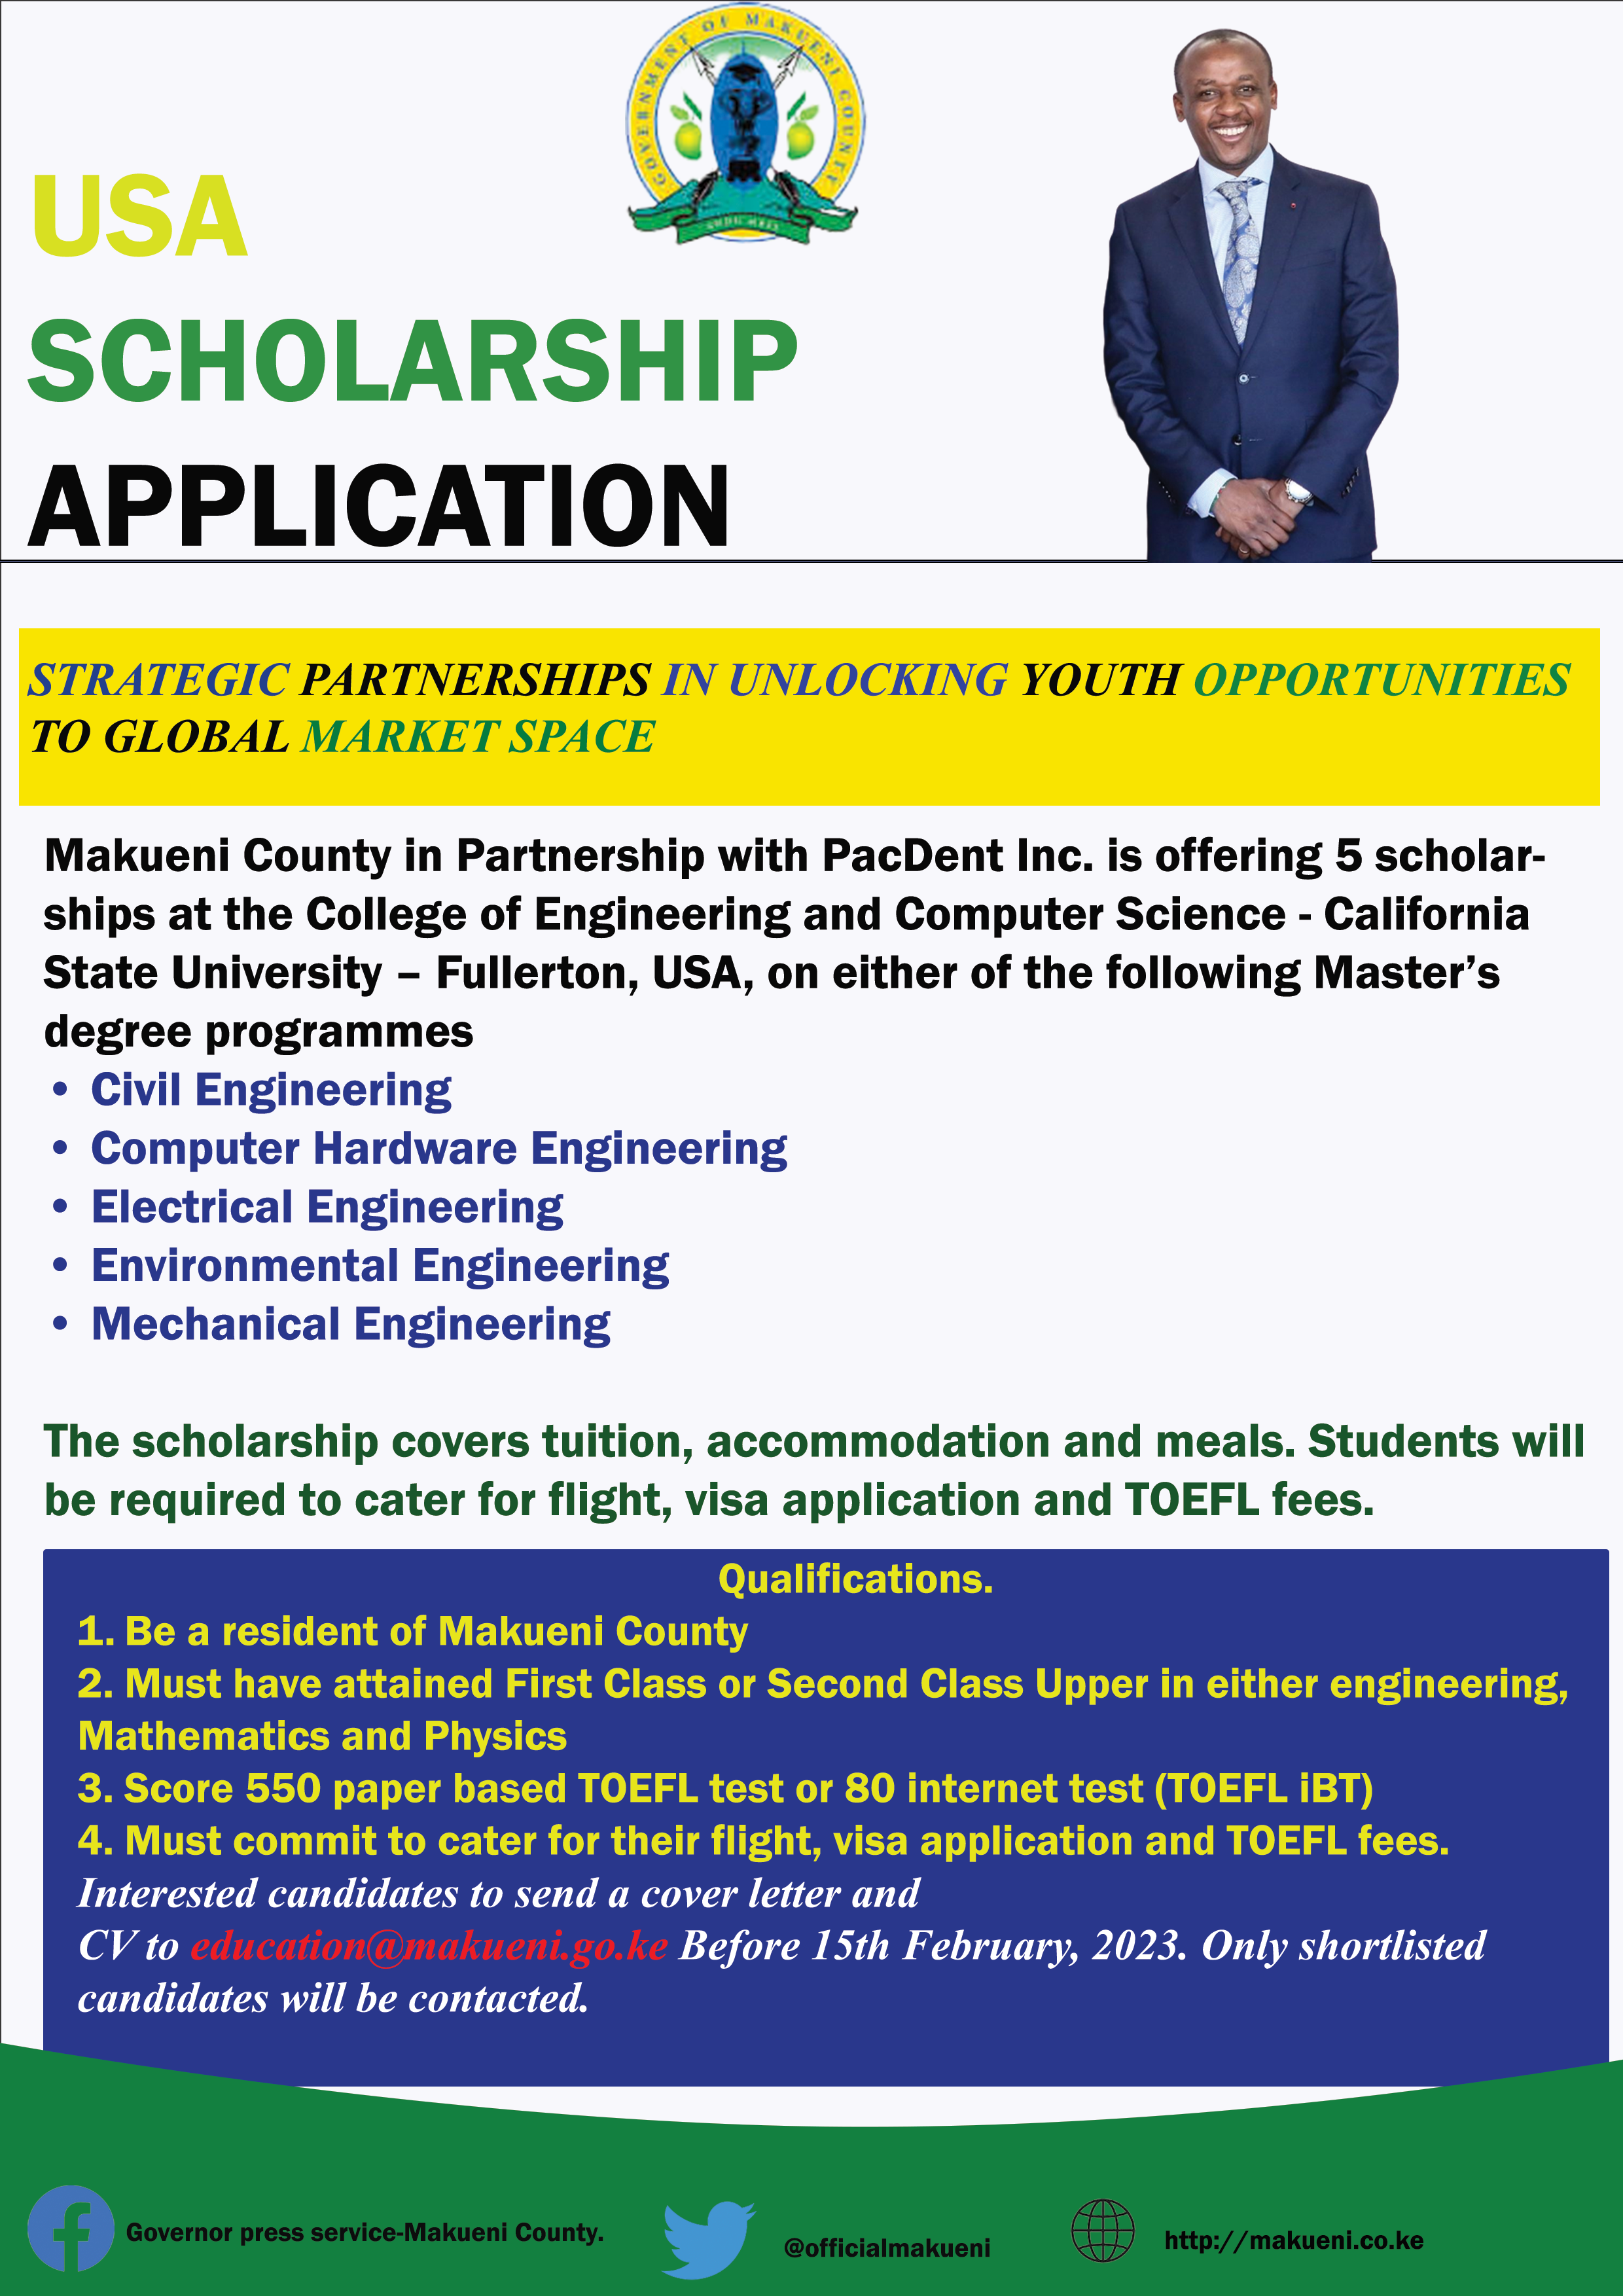 GOVERNMENT OF MAKUENI COUNTY
USA
SCHOLARSHIP
APPLICATION
STRATEGIC PARTNERSHIPS IN UNLOCKING YOUTH OPPORTUNITIES
TO GLOBAL MARKET SPACE
Makueni County in Partnership with PacDent Inc. is offering 5 scholar-
ships at the College of Engineering and Computer Science - California
State University – Fullerton, USA, on either of the following Master’s
degree programmes
• Civil Engineering
• Computer Hardware Engineering
• Electrical Engineering
• Environmental Engineering
• Mechanical Engineering
The scholarship covers tuition, accommodation and meals. Students will
be required to cater for flight, visa application and TOEFL fees.
Qualifications.
1. Be a resident of Makueni County
2. Must have attained First Class or Second Class Upper in either engineering,
Mathematics and Physics
3. Score 550 paper based TOEFL test or 80 internet test (TOEFL iBT)
4. Must commit to cater for their flight, visa application and TOEFL fees.
Interested candidates to send a cover letter and
CV to education@makueni.go.ke Before 15th February, 2023. Only shortlisted
candidates will be contacted.
Governor press service-Makueni County.
@officialmakueni
http://makueni.co.ke